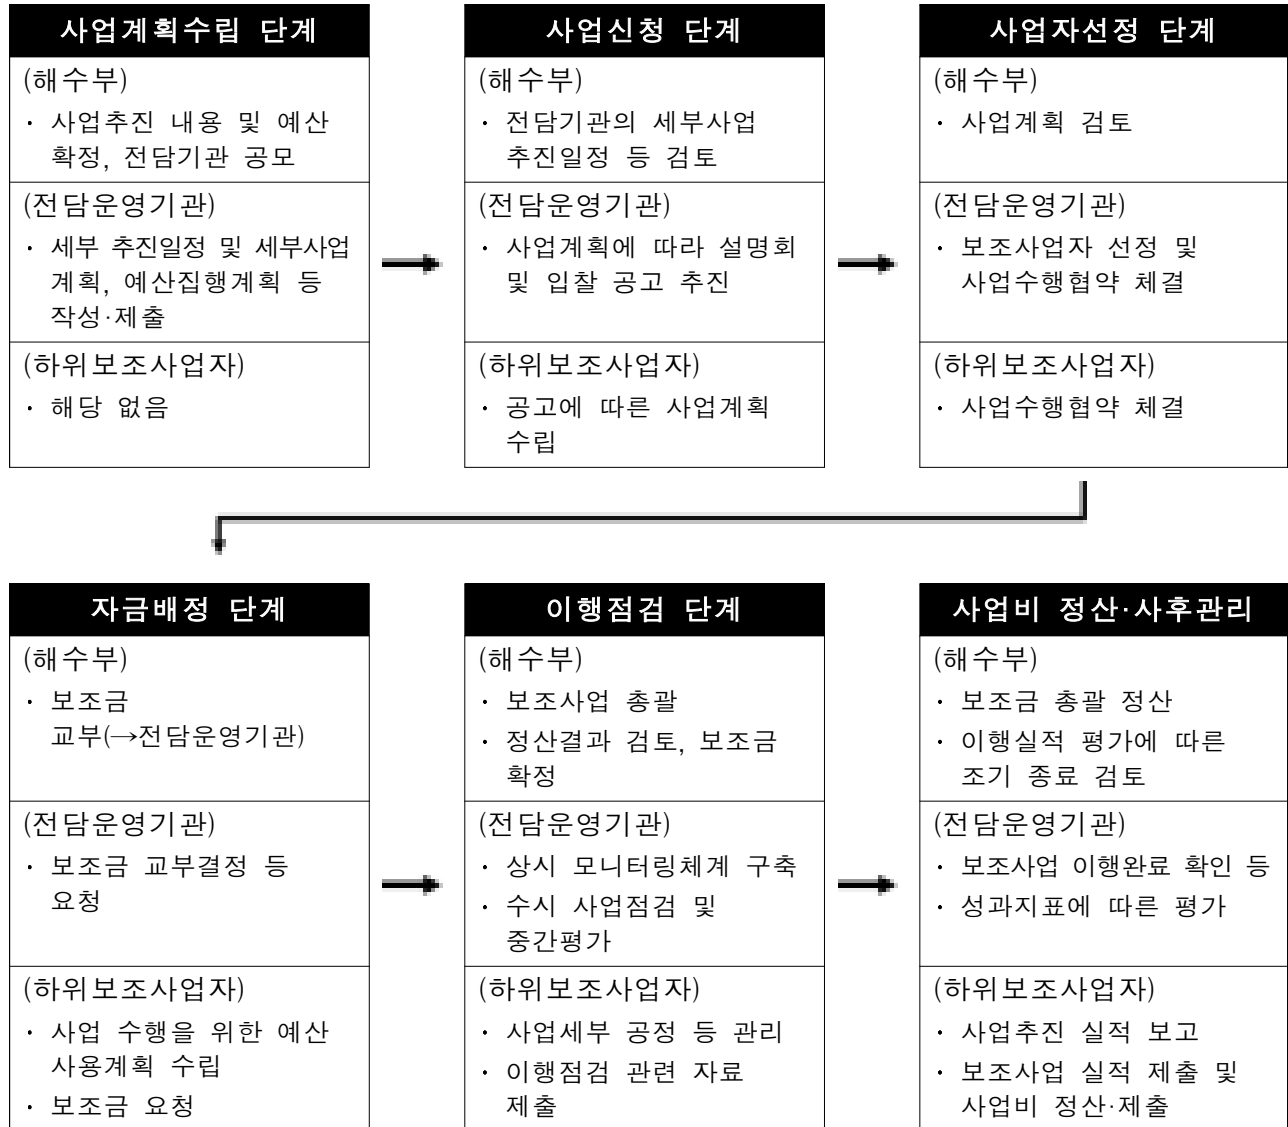 사업계획수립 단계
(해수부)
· 사업추진 내용 및 예산
확정, 전담기관 공모
(전담운영기관)
· 세부 추진일정 및 세부사업
계획, 예산집행계획 등
작성·제출
(하위보조사업자)
· 해당 없음
사업신청 단계
(해수부)
· 전담기관의 세부사업
추진일정 등 검토
(전담운영기관)
· 사업계획에 따라 설명회
및 입찰 공고 추진
(하위보조사업자)
· 공고에 따른 사업계획
수립
사업자선정 단계
(해수부)
· 사업계획 검토
(전담운영기관)
· 보조사업자 선정 및
사업수행협약 체결
(하위보조사업자)
· 사업수행협약 체결
자금배정 단계
(해수부)
· 보조금
교부(→전담운영기관)
(전담운영기관)
· 보조금 교부결정 등
요청
(하위보조사업자)
· 사업 수행을 위한 예산
사용계획 수립
· 보조금 요청
이행점검 단계
(해수부)
· 보조사업 총괄
· 정산결과 검토, 보조금
확정
(전담운영기관)
· 상시 모니터링체계 구축
· 수시 사업점검 및
중간평가
(하위보조사업자)
· 사업세부 공정 등 관리
· 이행점검 관련 자료
제출
사업비 정산·사후관리
(해수부)
· 보조금 총괄 정산
· 이행실적 평가에 따른
조기 종료 검토
(전담운영기관)
· 보조사업 이행완료 확인 등
· 성과지표에 따른 평가
(하위보조사업자)
· 사업추진 실적 보고
· 보조사업 실적 제출 및
사업비 정산·제출